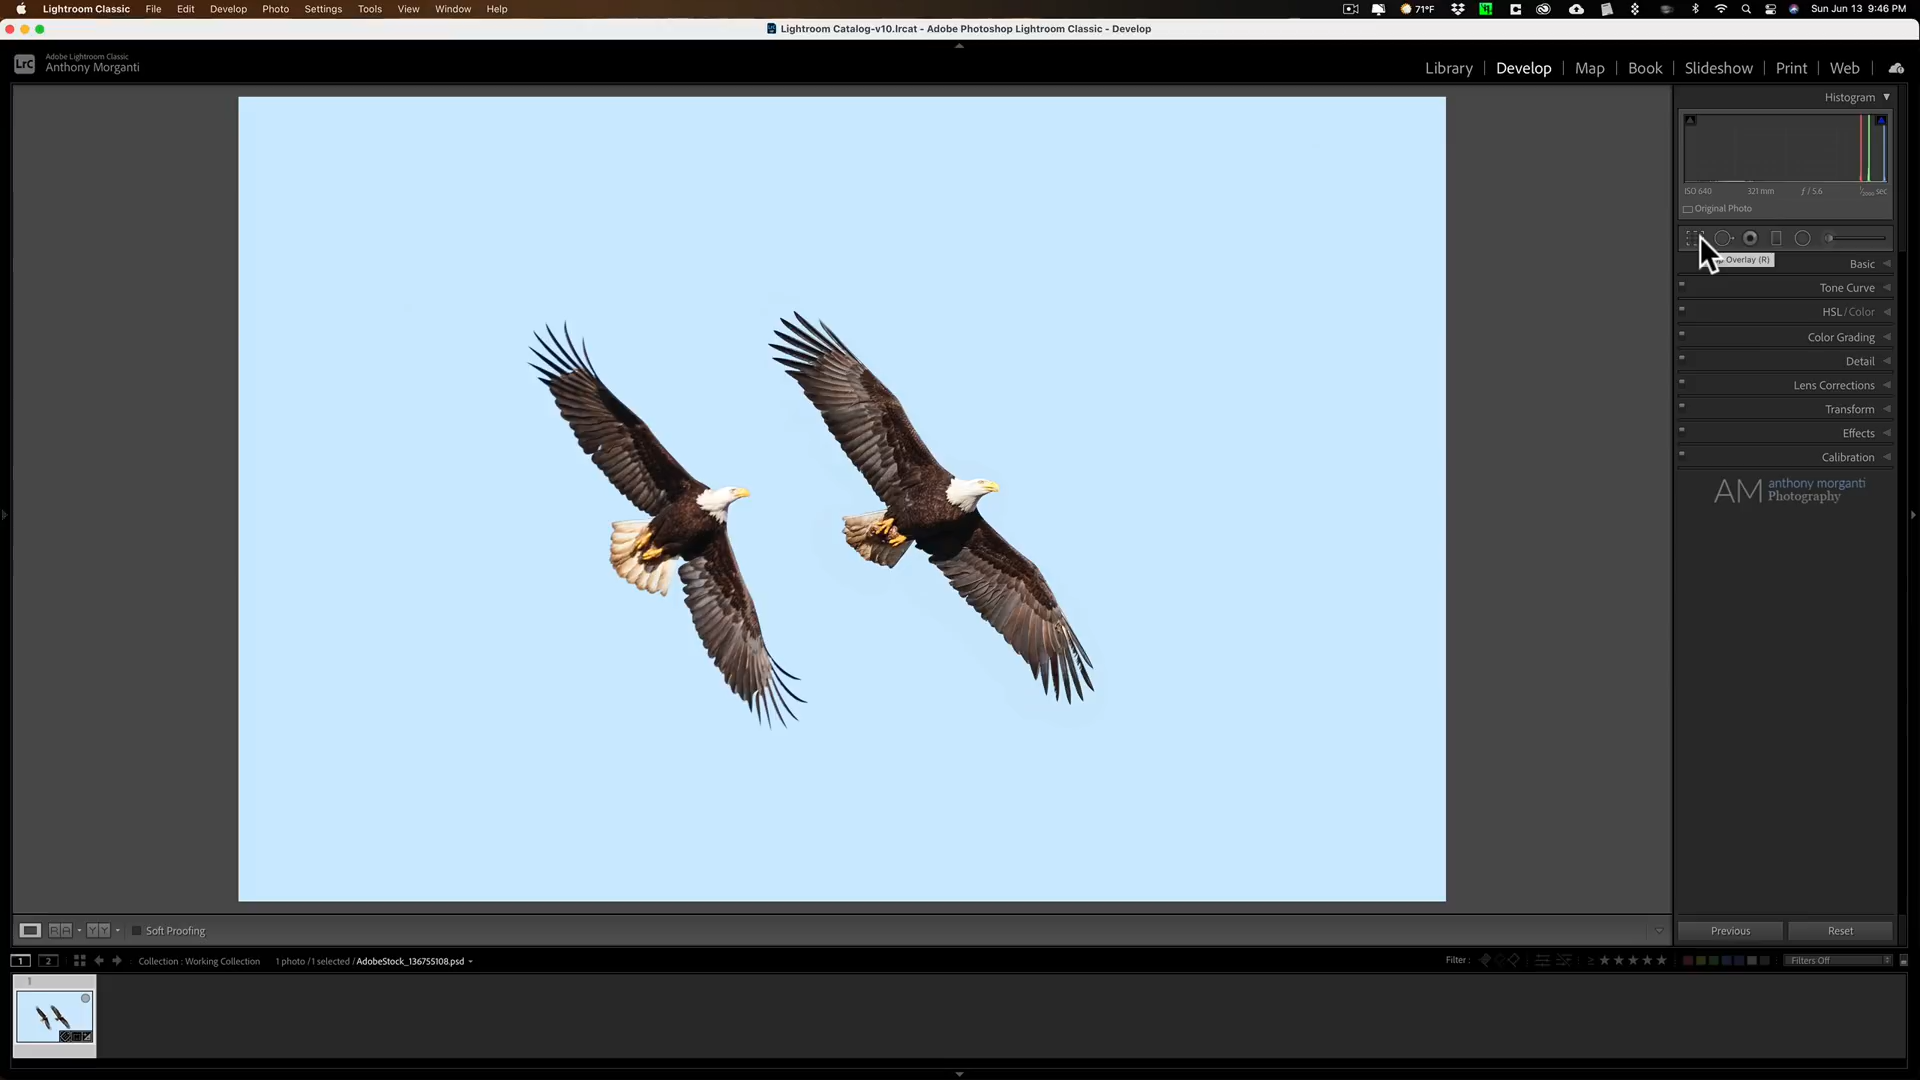 Lightroom Classic File Edit Develop Photo Settings Tools View Window Help
71°F Sun Jun 13 9:46 PM
Lightroom Catalog-v10.lrcat - Adobe Photoshop Lightroom Classic - Develop
LrC
Adobe Lightroom Classic
Anthony Morganti
Library | Develop | Map | Book | Slideshow | Print | Web
Histogram
ISO 640 321 mm ƒ / 5.6 sec
Original Photo
Overlay (R)
Basic
Tone Curve
HSL / Color
Color Grading
Detail
Lens Corrections
Transform
Effects
Calibration
AM anthony morganti
Photography
R A Y Y Soft Proofing
Previous Reset
1 2 Collection : Working Collection 1 photo / 1 selected / AdobeStock_136755108.psd
Filter : Filters Off
1